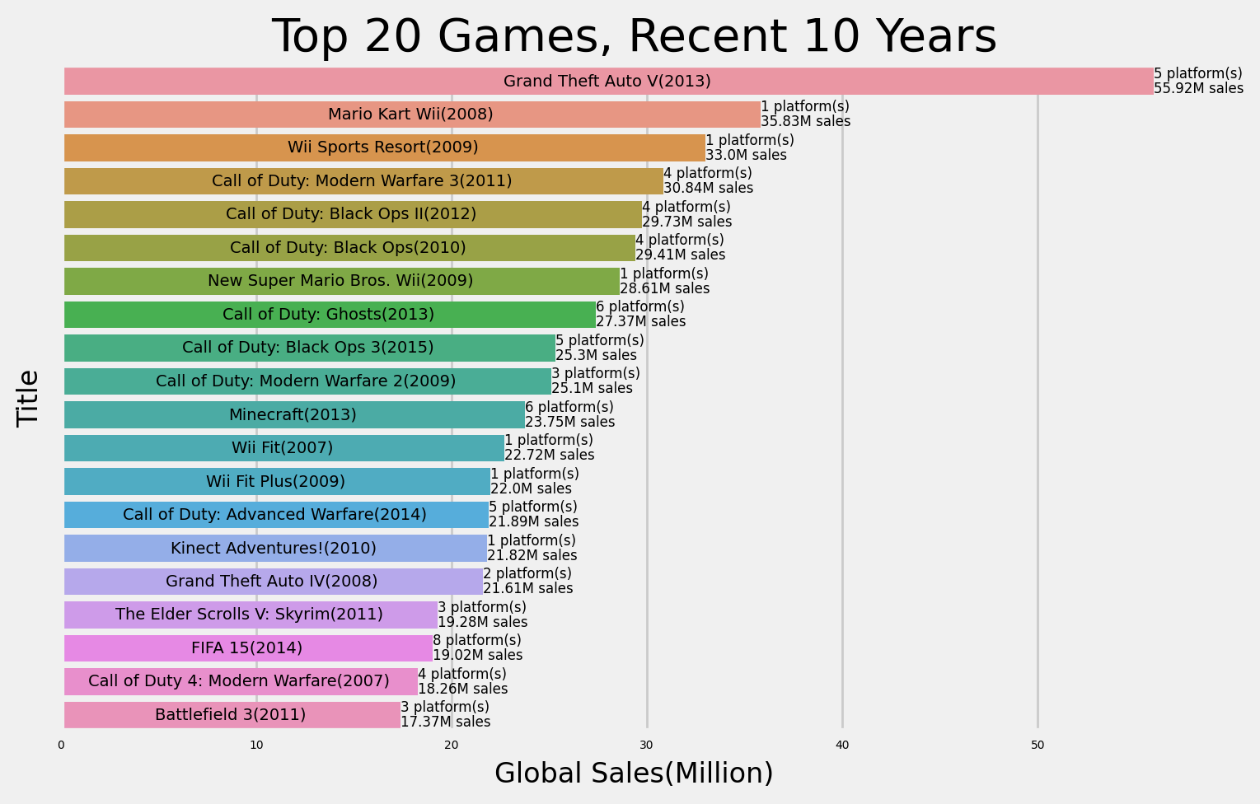 Top 20 Games, Recent 10 Years
Grand Theft Auto V(2013)
5 platform(s)
55.92M sales
Mario Kart Wii(2008)
1 platform(s)
35.83M sales
Wii Sports Resort(2009)
1 platform(s)
33.0M sales
Call of Duty: Modern Warfare 3(2011)
4 platform(s)
30.84M sales
Call of Duty: Black Ops II(2012)
4 platform(s)
29.73M sales
Call of Duty: Black Ops(2010)
4 platform(s)
29.41M sales
New Super Mario Bros. Wii(2009)
1 platform(s)
28.61M sales
Call of Duty: Ghosts(2013)
6 platform(s)
27.37M sales
Call of Duty: Black Ops 3(2015)
5 platform(s)
25.3M sales
Call of Duty: Modern Warfare 2(2009)
3 platform(s)
25.1M sales
Minecraft(2013)
6 platform(s)
23.75M sales
Wii Fit(2007)
1 platform(s)
22.72M sales
Wii Fit Plus(2009)
1 platform(s)
22.0M sales
Call of Duty: Advanced Warfare(2014)
5 platform(s)
21.89M sales
Kinect Adventures!(2010)
1 platform(s)
21.82M sales
Grand Theft Auto IV(2008)
2 platform(s)
21.61M sales
The Elder Scrolls V: Skyrim(2011)
3 platform(s)
19.28M sales
FIFA 15(2014)
8 platform(s)
19.02M sales
Call of Duty 4: Modern Warfare(2007)
4 platform(s)
18.26M sales
Battlefield 3(2011)
3 platform(s)
17.37M sales
Title
0 10 20 30 40 50
Global Sales(Million)